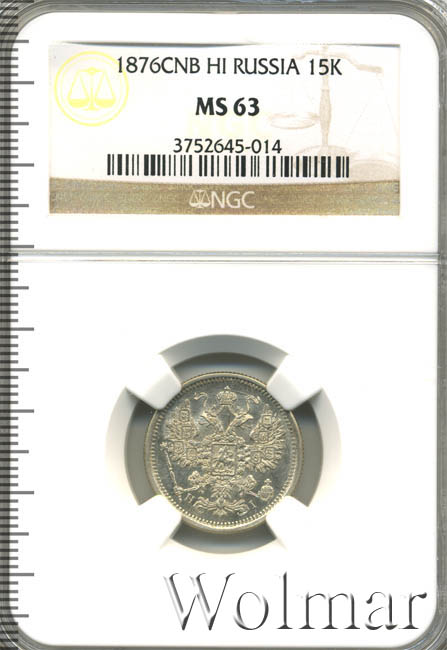 1876CNB HI RUSSIA 15K
MS 63
3752645-014
NGC
Н I
Wolmar